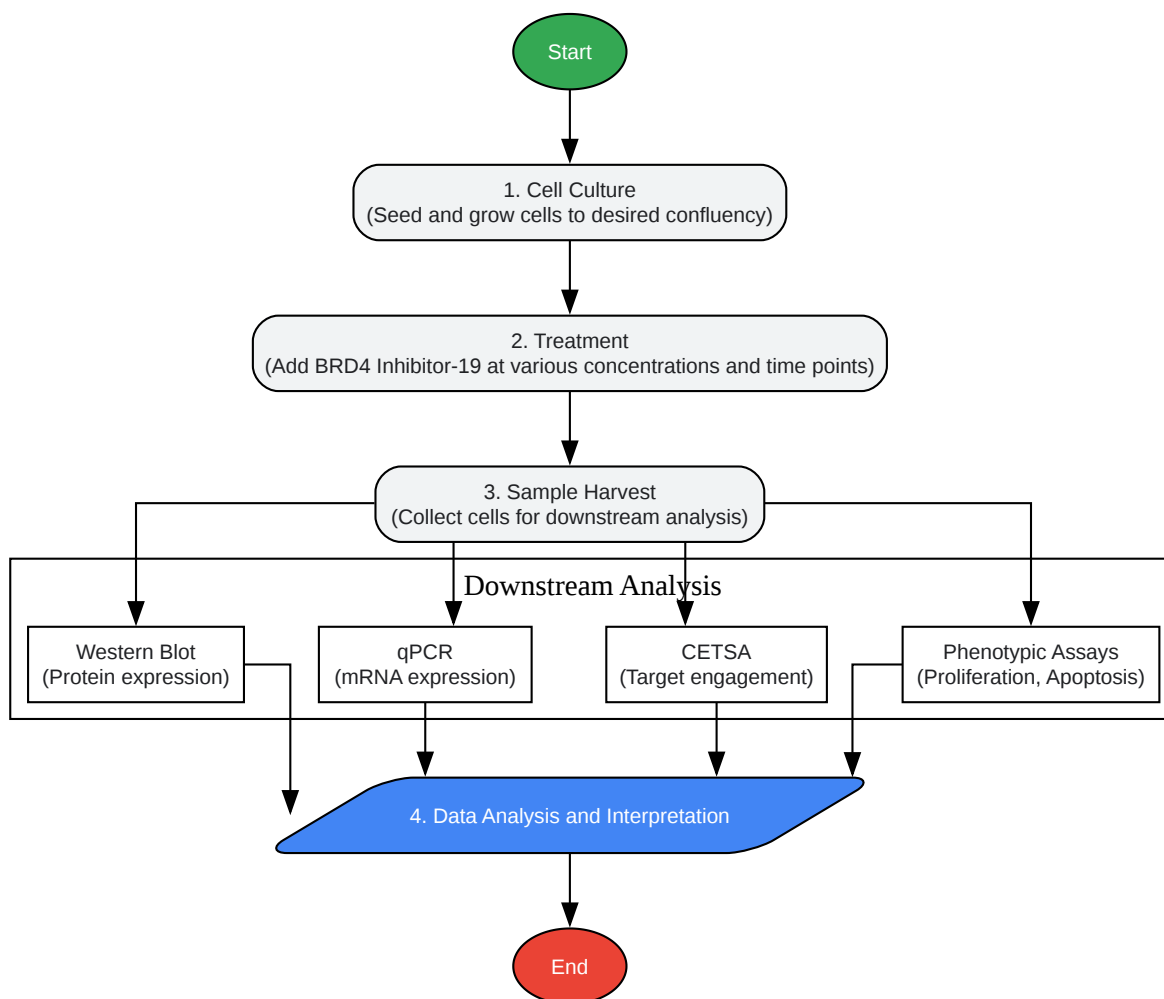 Start
1. Cell Culture
(Seed and grow cells to desired confluency)
2. Treatment
(Add BRD4 Inhibitor-19 at various concentrations and time points)
3. Sample Harvest
(Collect cells for downstream analysis)
Downstream Analysis
Western Blot
(Protein expression)
qPCR
(mRNA expression)
CETSA
(Target engagement)
Phenotypic Assays
(Proliferation, Apoptosis)
4. Data Analysis and Interpretation
End